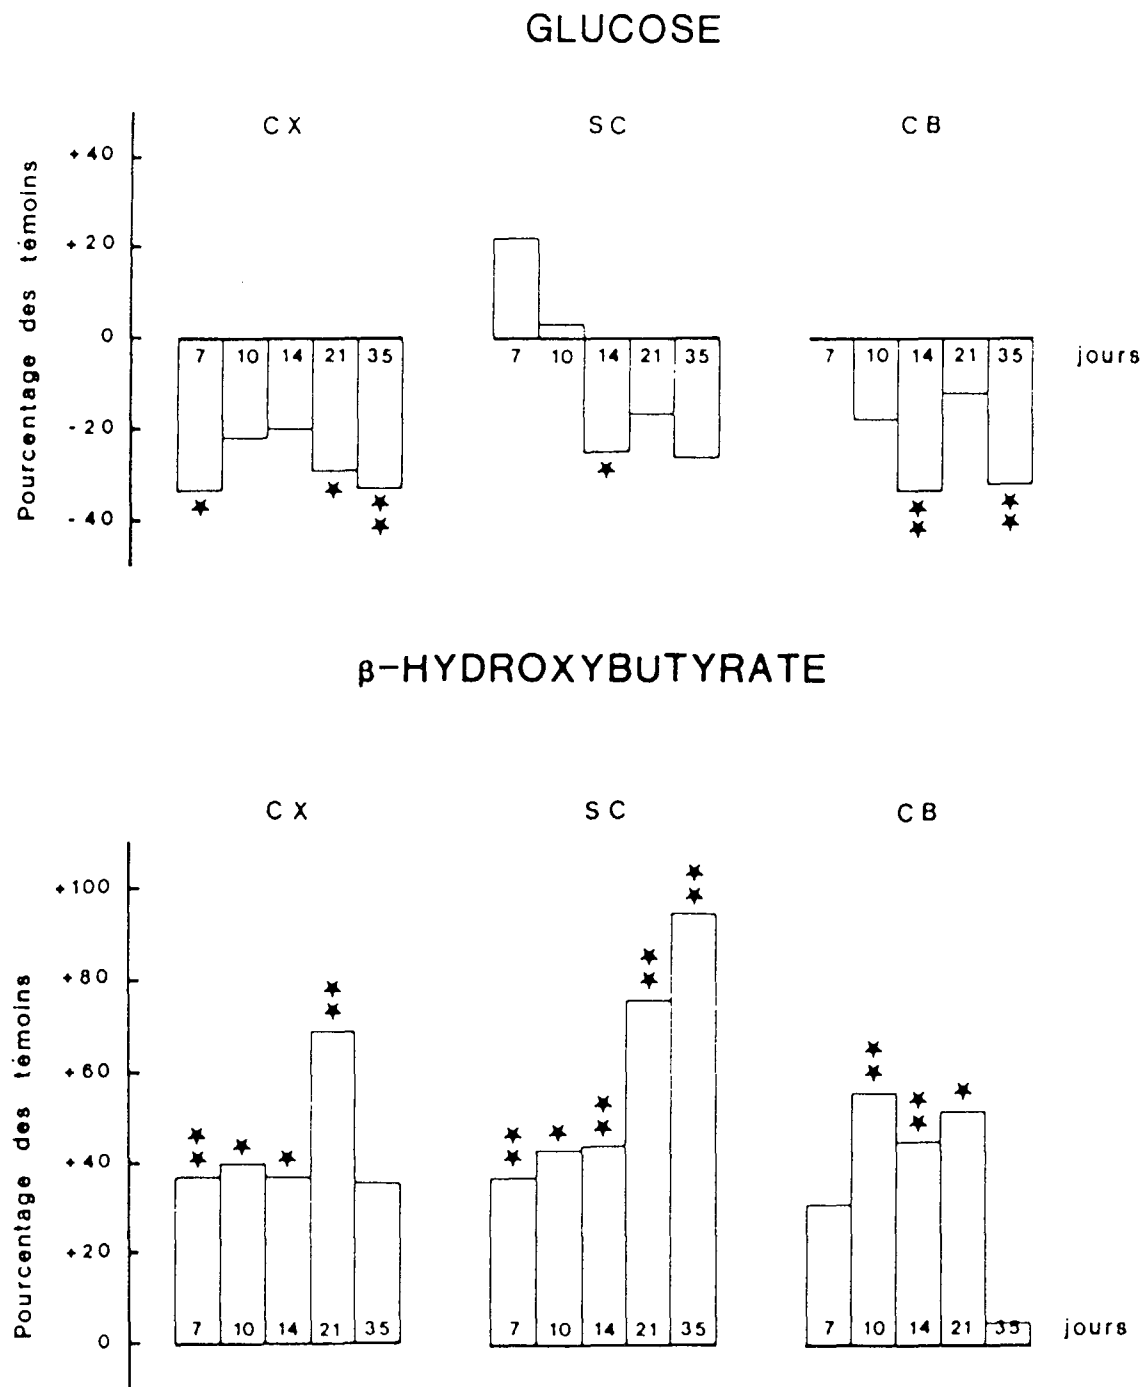 GLUCOSE
CX SC CB
Pourcentage des témoins
+40
+20
0
-20
-40
7 10 14 21 35
7 10 14 21 35
7 10 14 21 35
jours
β-HYDROXYBUTYRATE
CX SC CB
Pourcentage des témoins
+100
+80
+60
+40
+20
0
7 10 14 21 35
7 10 14 21 35
7 10 14 21 35
jours